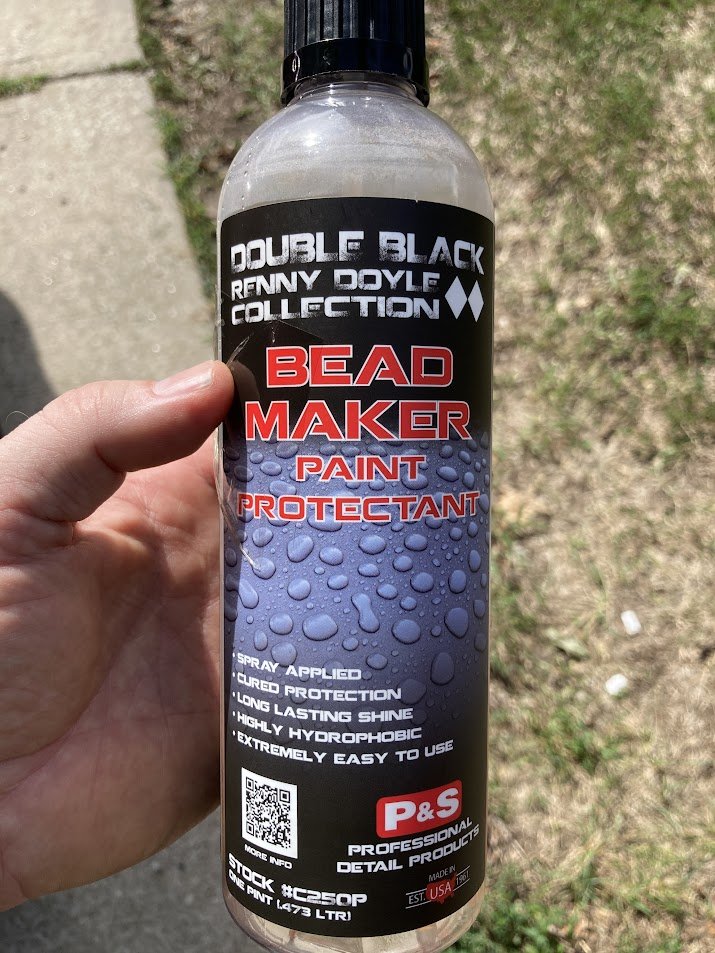 DOUBLE BLACK
RENNY DOYLE
COLLECTION
BEAD
MAKER
PAINT
PROTECTANT
• SPRAY APPLIED
• CURED PROTECTION
• LONG LASTING SHINE
• HIGHLY HYDROPHOBIC
• EXTREMELY EASY TO USE
MORE INFO
P&S
PROFESSIONAL
DETAIL PRODUCTS
STOCK #C250P
ONE PINT (.473 LTR)
MADE IN
EST. USA 1961